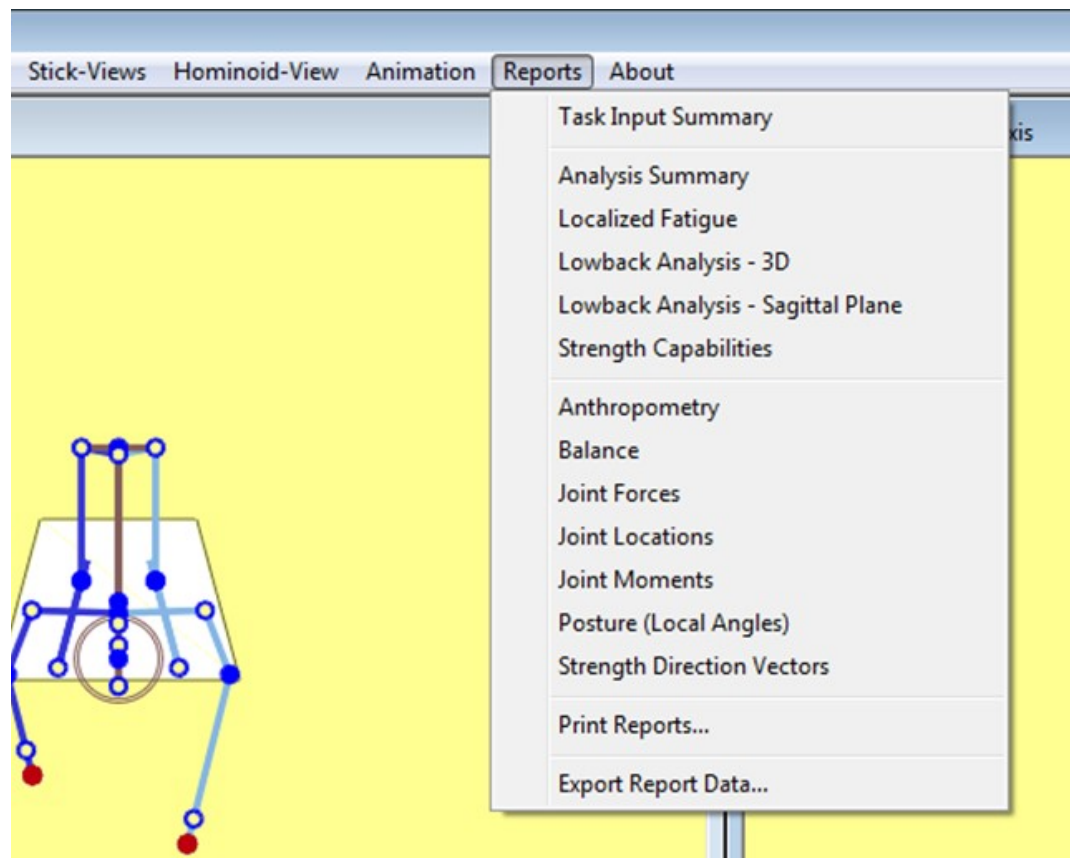 Stick-Views Hominoid-View Animation Reports About
Task Input Summary
xis
Analysis Summary
Localized Fatigue
Lowback Analysis - 3D
Lowback Analysis - Sagittal Plane
Strength Capabilities
Anthropometry
Balance
Joint Forces
Joint Locations
Joint Moments
Posture (Local Angles)
Strength Direction Vectors
Print Reports...
Export Report Data...